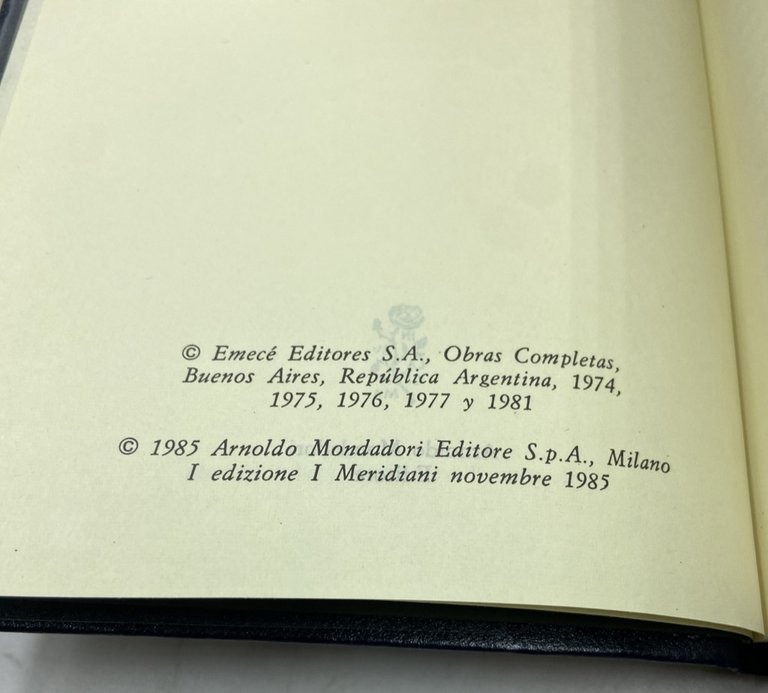 © Emecé Editores S.A., Obras Completas,
Buenos Aires, República Argentina, 1974,
1975, 1976, 1977 y 1981
© 1985 Arnoldo Mondadori Editore S.p.A., Milano
I edizione I Meridiani novembre 1985